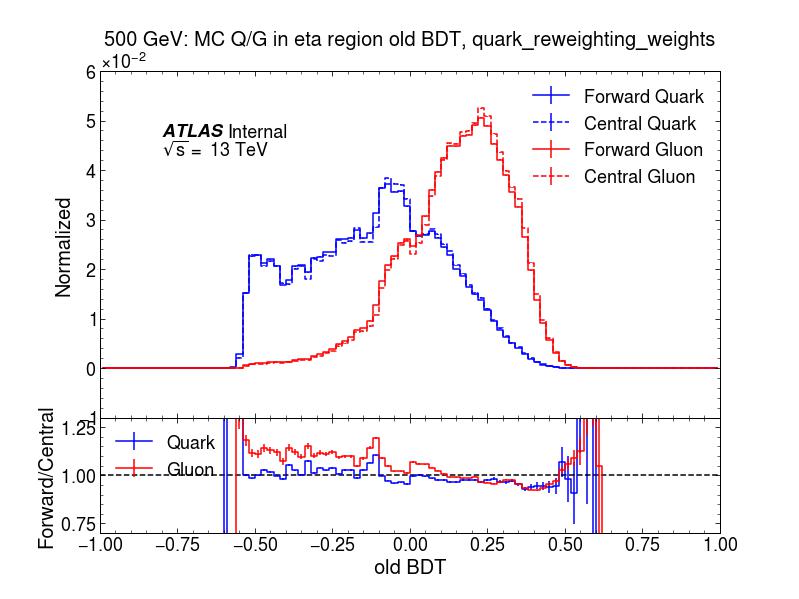 500 GeV: MC Q/G in eta region old BDT, quark_reweighting_weights
×10−2
6
5
4
3
2
1
0
−1
Normalized
ATLAS Internal
√s = 13 TeV
Forward Quark
Central Quark
Forward Gluon
Central Gluon
1.25
1.00
0.75
Forward/Central
Quark
Gluon
−1.00 −0.75 −0.50 −0.25 0.00 0.25 0.50 0.75 1.00
old BDT